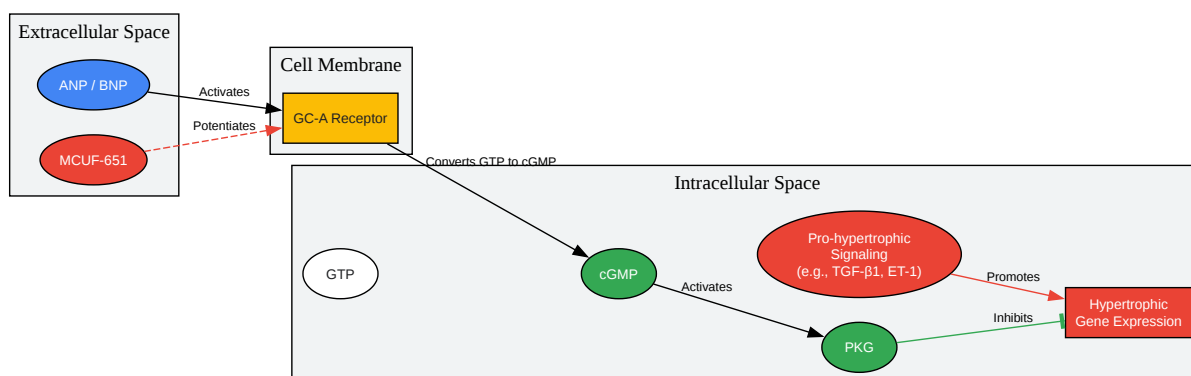 Extracellular Space
ANP / BNP
MCUF-651
Activates
Potentiates
Cell Membrane
GC-A Receptor
Converts GTP to cGMP
Intracellular Space
GTP
cGMP
Activates
PKG
Pro-hypertrophic
Signaling
(e.g., TGF-β1, ET-1)
Promotes
Inhibits
Hypertrophic
Gene Expression